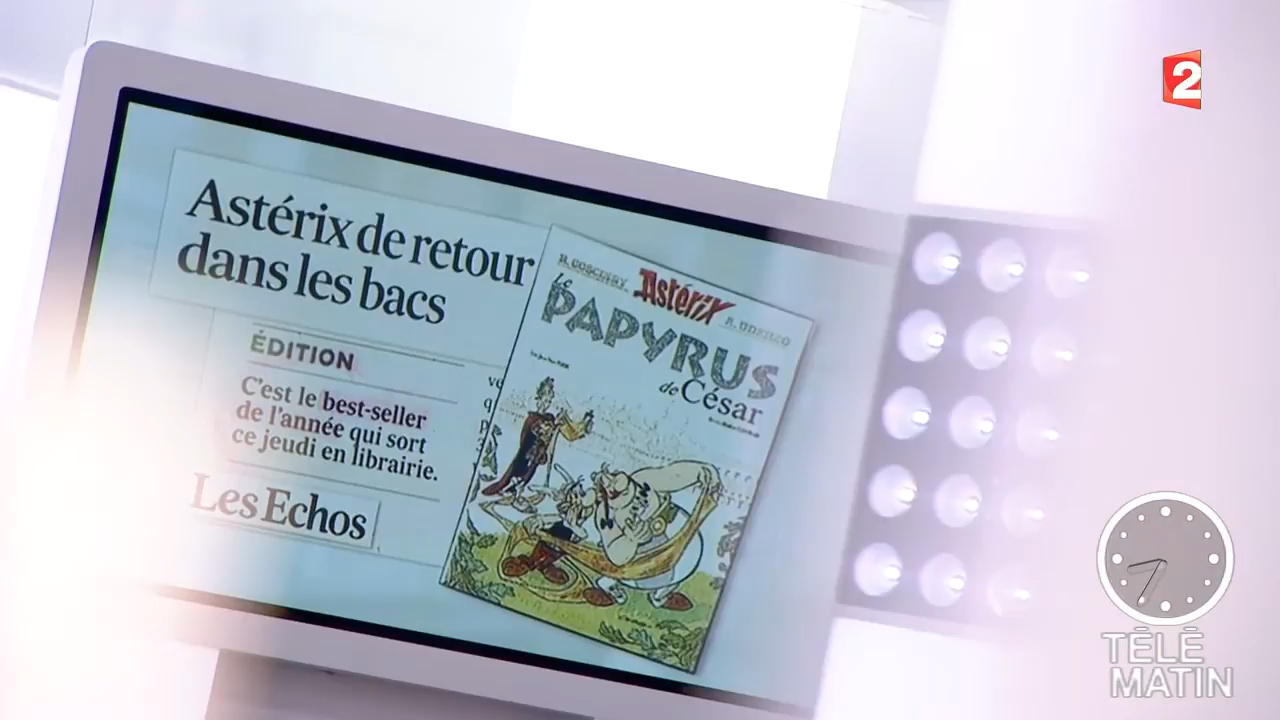 2
Astérix de retour
dans les bacs
ÉDITION
C'est le best-seller
de l'année qui sort
ce jeudi en librairie.
Les Echos
R. GOSCINNY
Astérix
A. UDERZO
Le
PAPYRUS
de César
TÉLÉ
MATIN